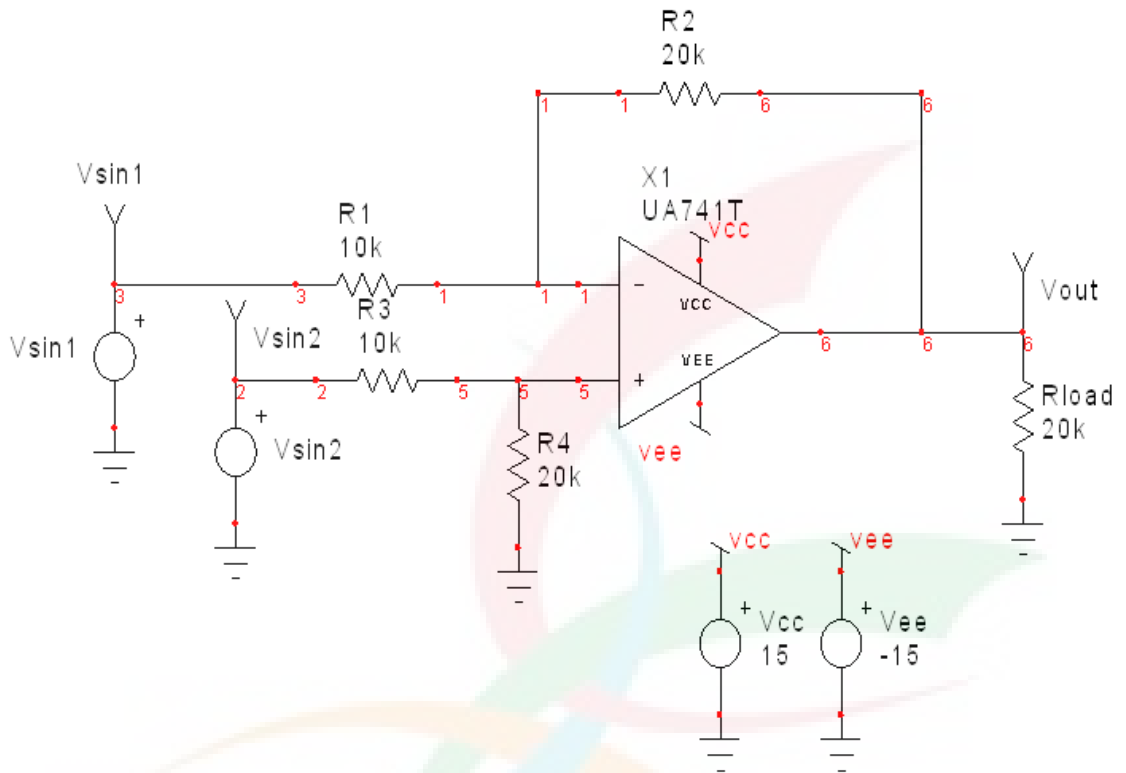 R2
20k
1
1
6
6
Vsin1
X1
UA741T
vcc
R1
10k
3
3
1
1
1
-
VCC
Vout
R3
10k
Vsin2
+
Vsin1
6
6
6
2
2
5
5
5
+
VEE
Rload
20k
+
Vsin2
R4
20k
vee
vcc
vee
+
Vcc
15
+
Vee
-15